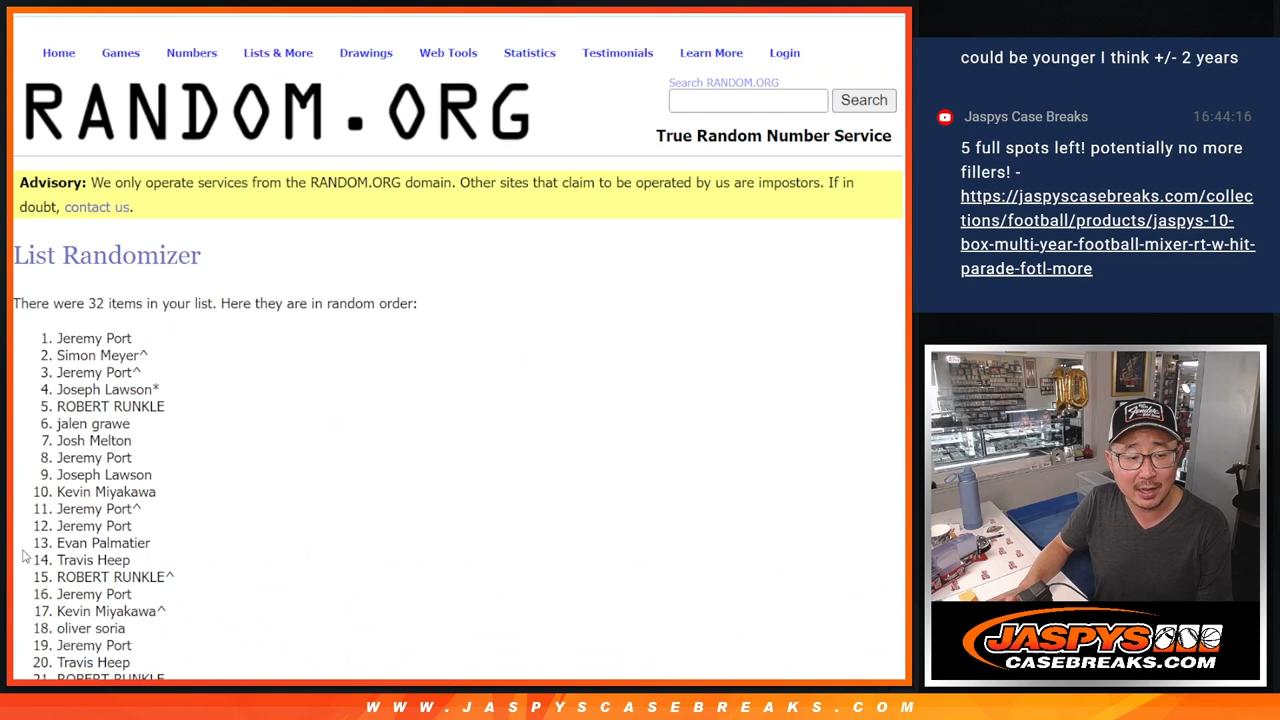 Home Games Numbers Lists & More Drawings Web Tools Statistics Testimonials Learn More Login
RANDOM.ORG
Search RANDOM.ORG
Search
True Random Number Service
Advisory: We only operate services from the RANDOM.ORG domain. Other sites that claim to be operated by us are impostors. If in
doubt, contact us.
List Randomizer
There were 32 items in your list. Here they are in random order:
1. Jeremy Port
2. Simon Meyer^
3. Jeremy Port^
4. Joseph Lawson*
5. ROBERT RUNKLE
6. jalen grawe
7. Josh Melton
8. Jeremy Port
9. Joseph Lawson
10. Kevin Miyakawa
11. Jeremy Port^
12. Jeremy Port
13. Evan Palmatier
14. Travis Heep
15. ROBERT RUNKLE^
16. Jeremy Port
17. Kevin Miyakawa^
18. oliver soria
19. Jeremy Port
20. Travis Heep
21. ROBERT RUNKLE
could be younger I think +/- 2 years
Jaspys Case Breaks 16:44:16
5 full spots left! potentially no more
fillers! -
https://jaspyscasebreaks.com/collec
tions/football/products/jaspys-10-
box-multi-year-football-mixer-rt-w-hit-
parade-fotl-more
10
Fender
JASPYS
CASEBREAKS.COM
WWW.JASPYSCASEBREAKS.COM